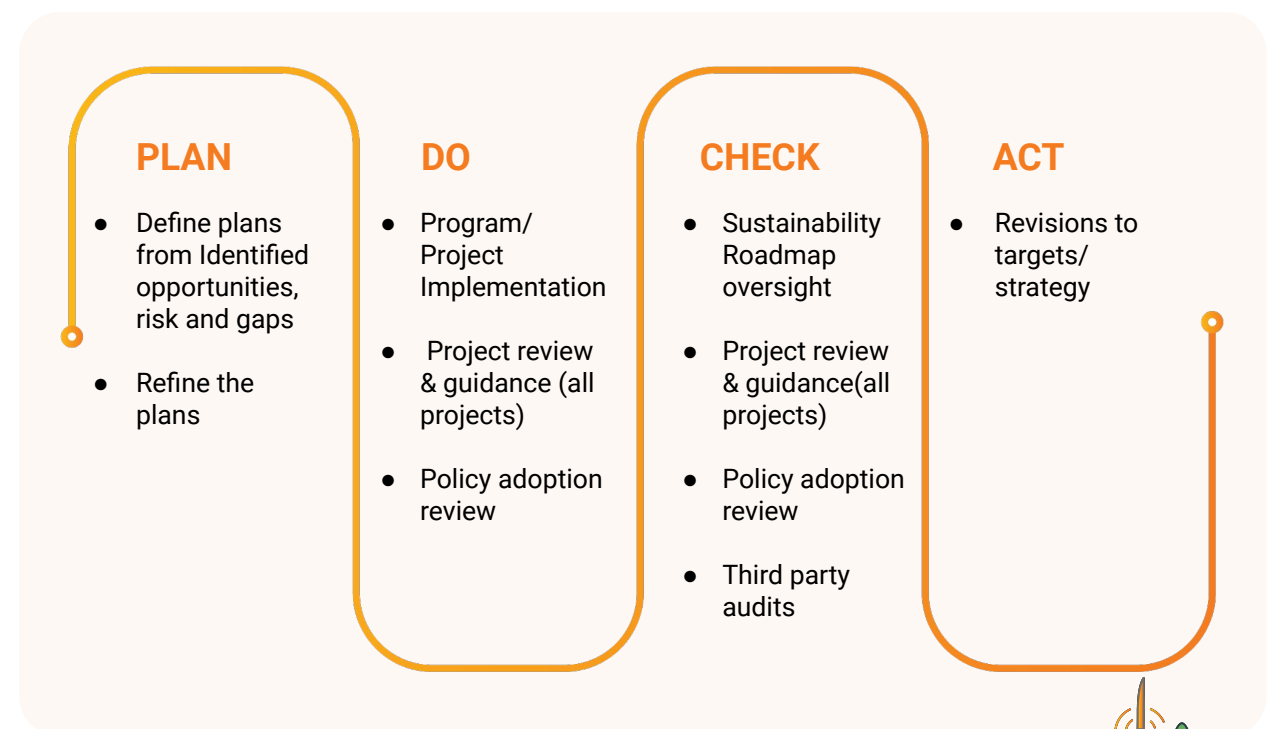 PLAN
● Define plans
from Identified
opportunities,
risk and gaps
● Refine the
plans
DO
● Program/
Project
Implementation
● Project review
& guidance (all
projects)
● Policy adoption
review
CHECK
● Sustainability
Roadmap
oversight
● Project review
& guidance(all
projects)
● Policy adoption
review
● Third party
audits
ACT
● Revisions to
targets/
strategy